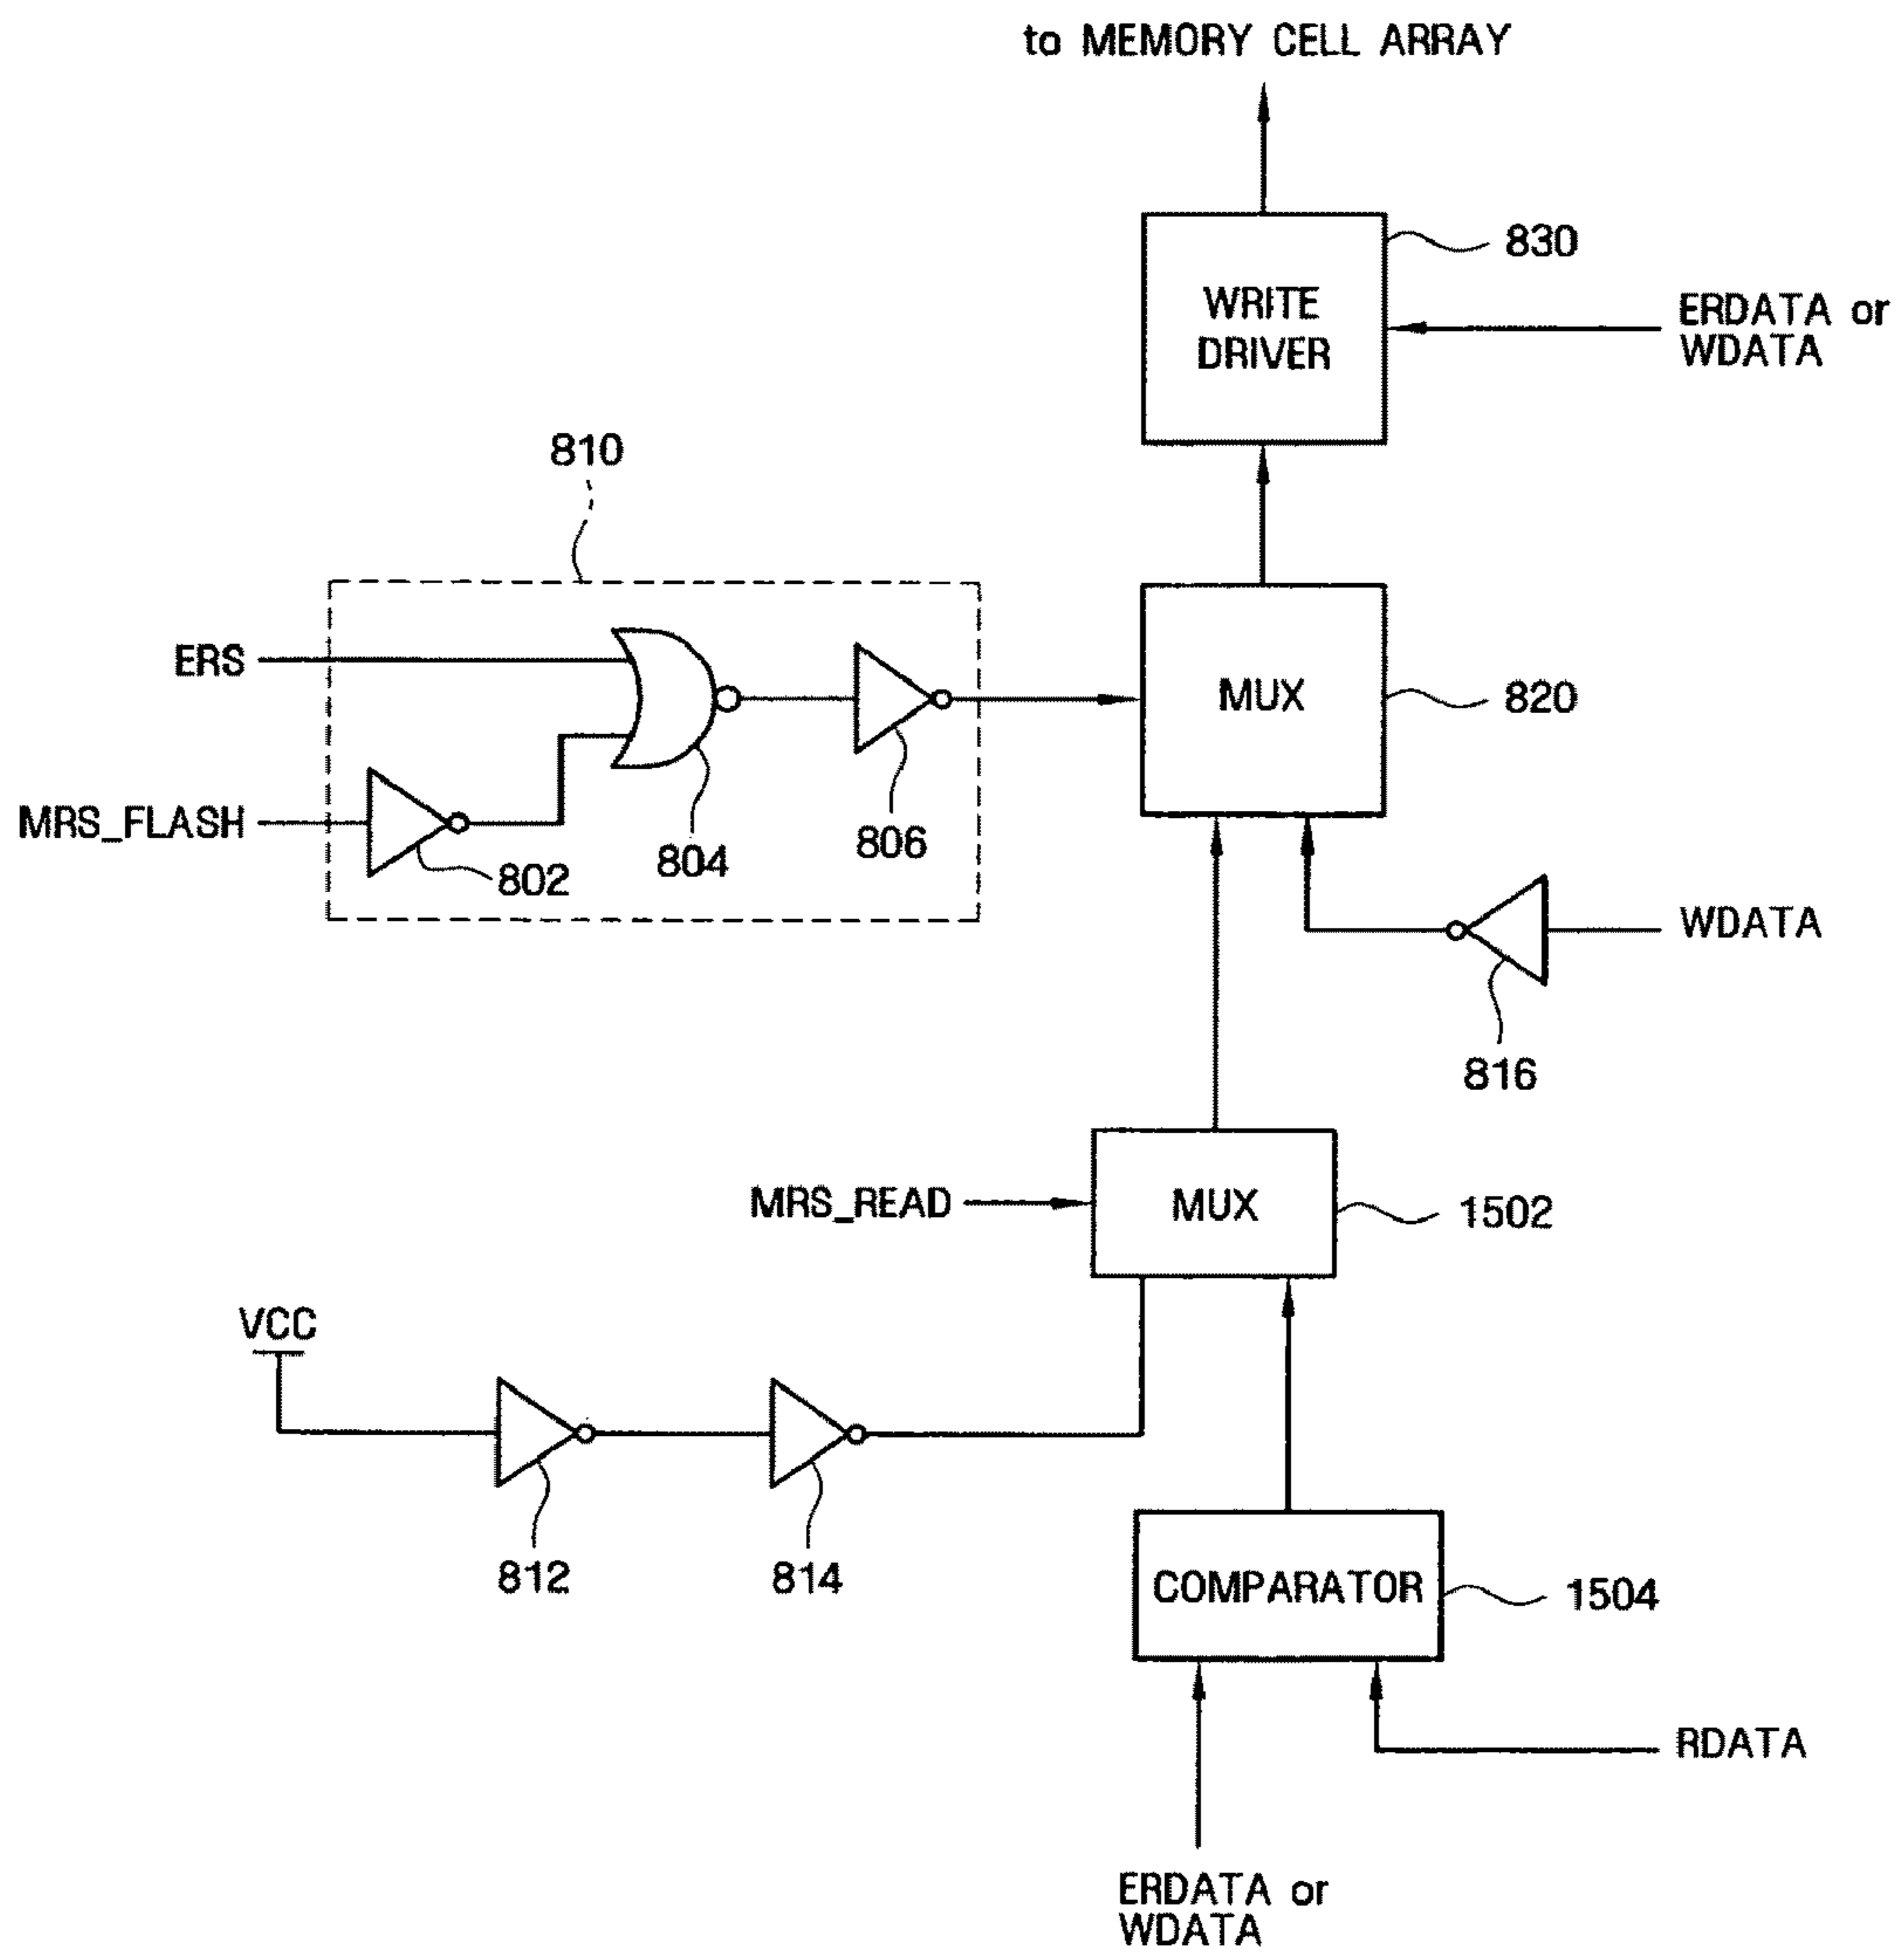 to MEMORY CELL ARRAY
830
WRITE
DRIVER
ERDATA or
WDATA
810
ERS
MUX
820
MRS_FLASH
802
804
806
WDATA
816
MRS_READ
MUX
1502
VCC
812
814
COMPARATOR
1504
RDATA
ERDATA or
WDATA